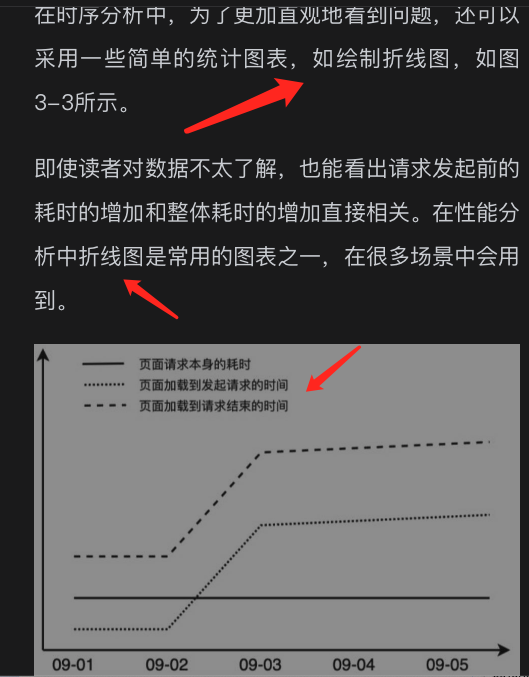 在时序分析中，为了更加直观地看到问题，还可以
采用一些简单的统计图表，如绘制折线图，如图
3-3所示。
即使读者对数据不太了解，也能看出请求发起前的
耗时的增加和整体耗时的增加直接相关。在性能分
析中折线图是常用的图表之一，在很多场景中会用
到。
页面请求本身的耗时
页面加载到发起请求的时间
页面加载到请求结束的时间
09-01 09-02 09-03 09-04 09-05